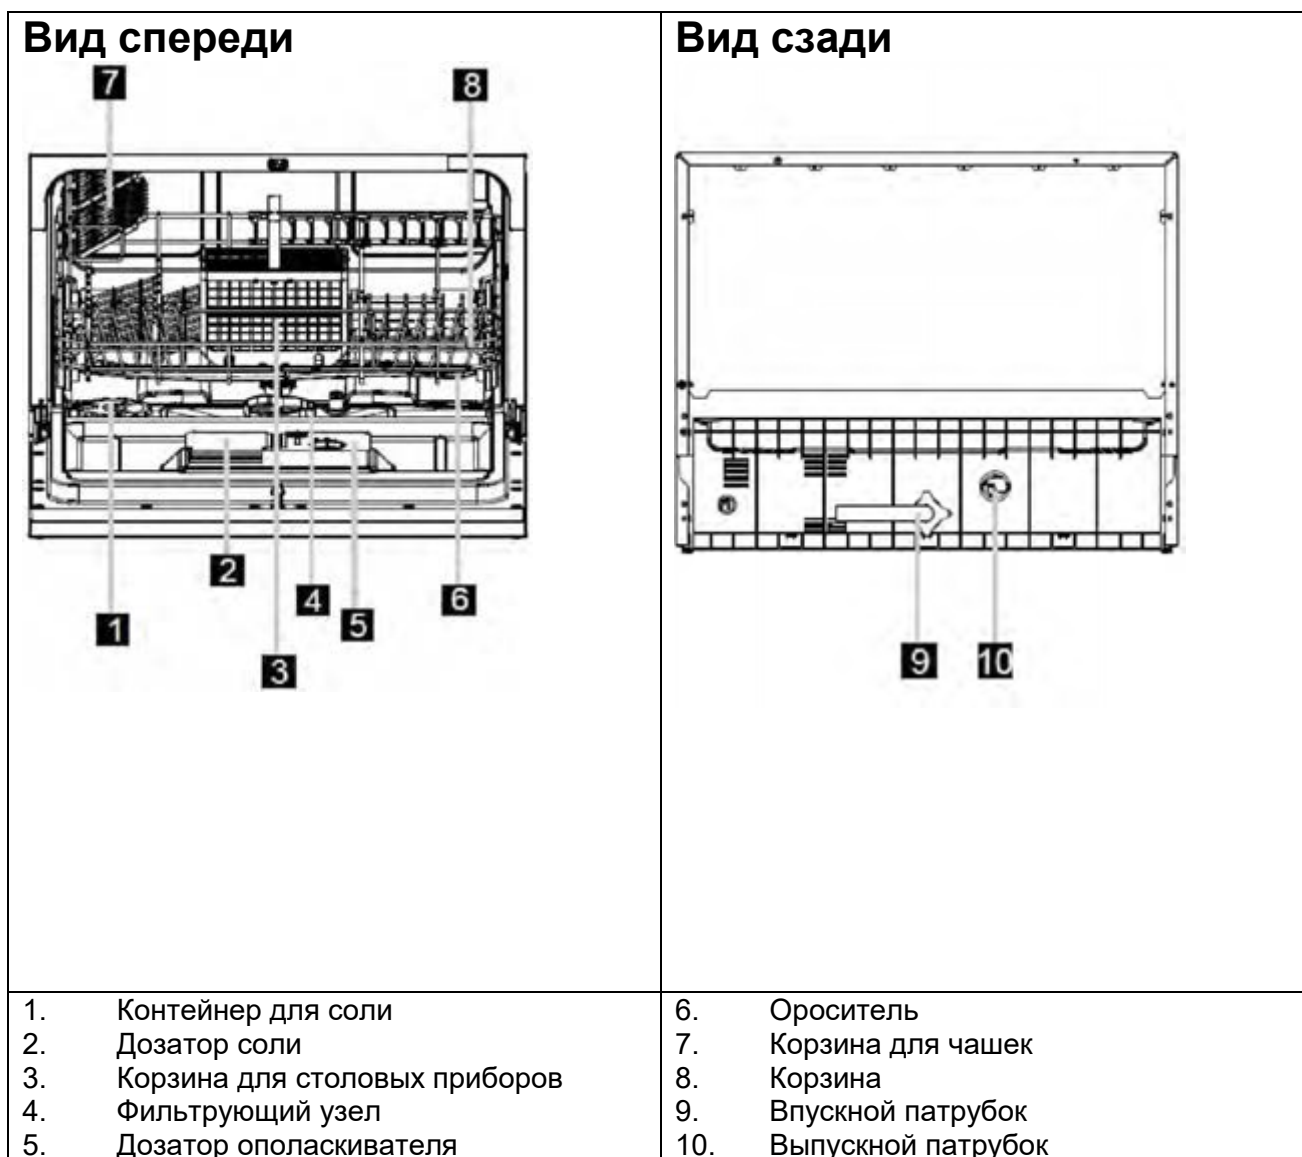 Вид спереди
Вид сзади
7
8
2
4
5
6
1
3
9
10
1. Контейнер для соли
2. Дозатор соли
3. Корзина для столовых приборов
4. Фильтрующий узел
5. Дозатор ополаскивателя
6. Ороситель
7. Корзина для чашек
8. Корзина
9. Впускной патрубок
10. Выпускной патрубок